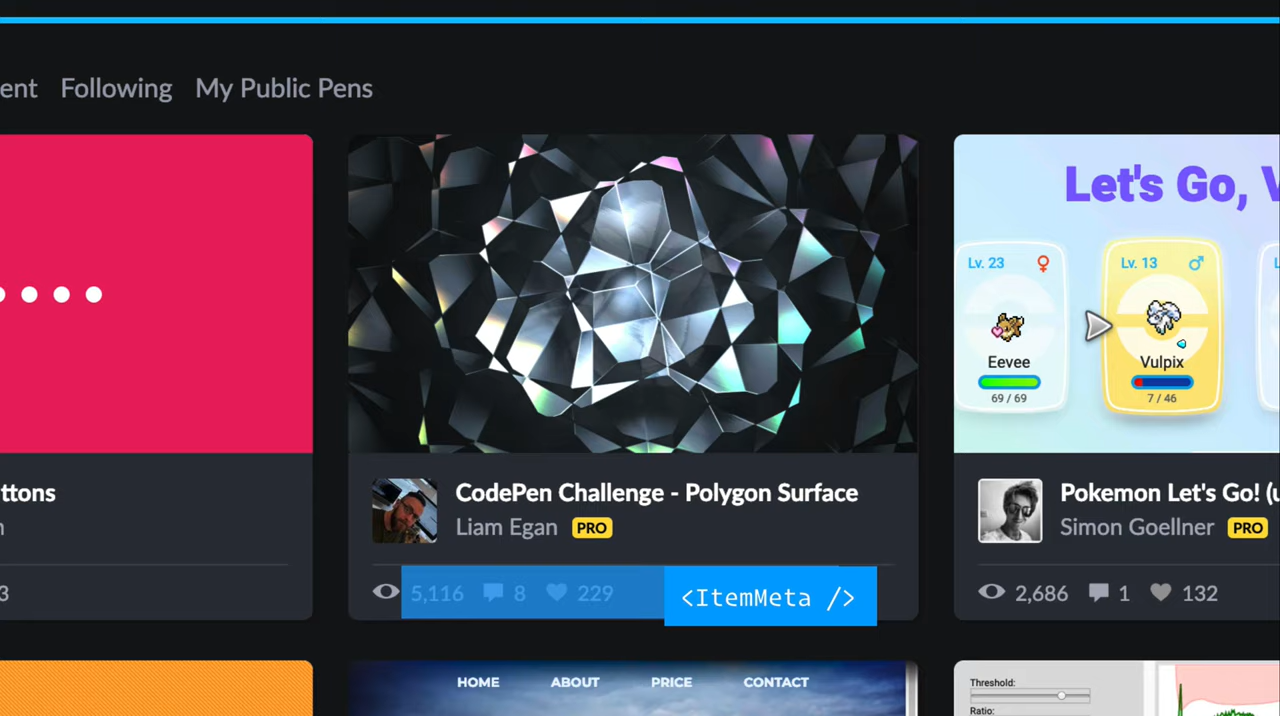 ent Following My Public Pens
Let's Go, V
Lv. 23
Lv. 13
L
Eevee
Vulpix
69 / 69
7 / 46
ttons
n
3
CodePen Challenge - Polygon Surface
Liam Egan PRO
5,116 8 229
<ItemMeta />
Pokemon Let's Go! (u
Simon Goellner PRO
2,686 1 132
HOME ABOUT PRICE CONTACT
Threshold:
Ratio: